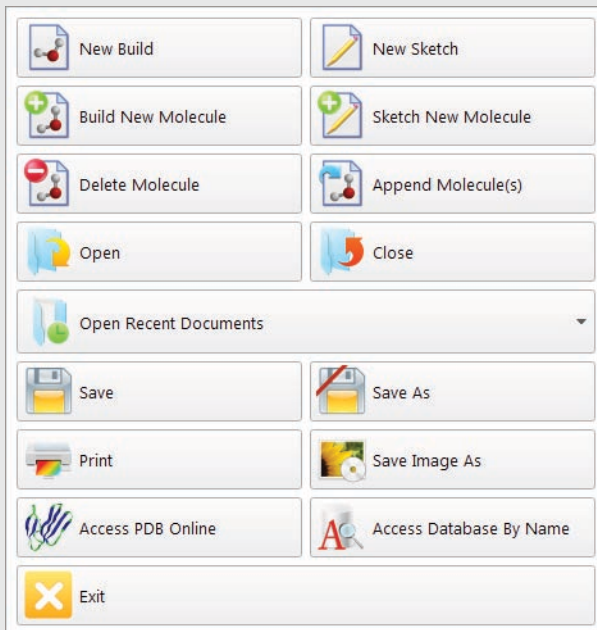 New Build
New Sketch
Build New Molecule
Sketch New Molecule
Delete Molecule
Append Molecule(s)
Open
Close
Open Recent Documents
Save
Save As
Print
Save Image As
Access PDB Online
Access Database By Name
Exit